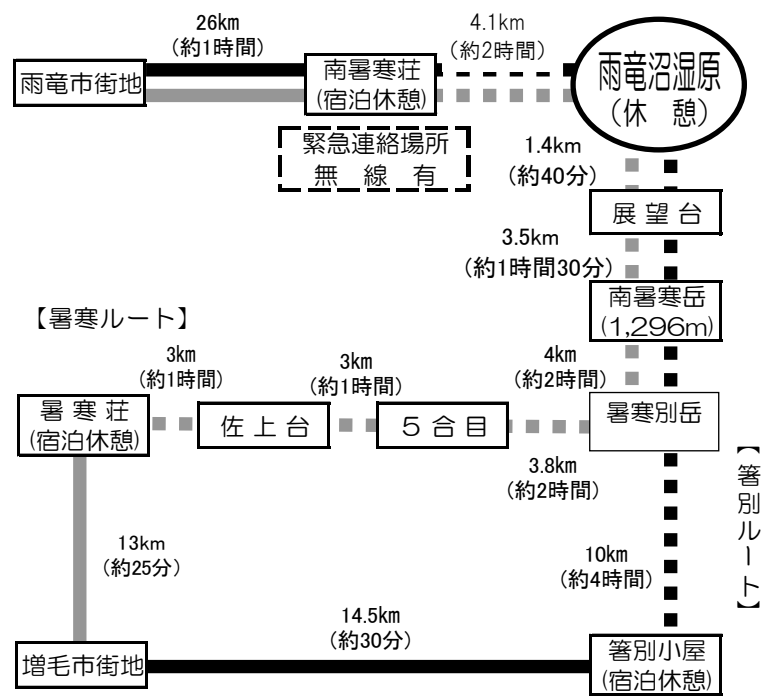 26km
(約1時間)
4.1km
(約2時間)
雨竜市街地
南暑寒荘
(宿泊休憩)
雨竜沼湿原
(休 憩)
緊急連絡場所
無 線 有
1.4km
(約40分)
展 望 台
3.5km
(約1時間30分)
南暑寒岳
(1,296m)
【暑寒ルート】
3km
(約1時間)
3km
(約1時間)
4km
(約2時間)
暑 寒 荘
(宿泊休憩)
佐 上 台
5 合 目
暑寒別岳
3.8km
(約2時間)
【箸別ルート】
13km
(約25分)
10km
(約4時間)
14.5km
(約30分)
増毛市街地
箸別小屋
(宿泊休憩)